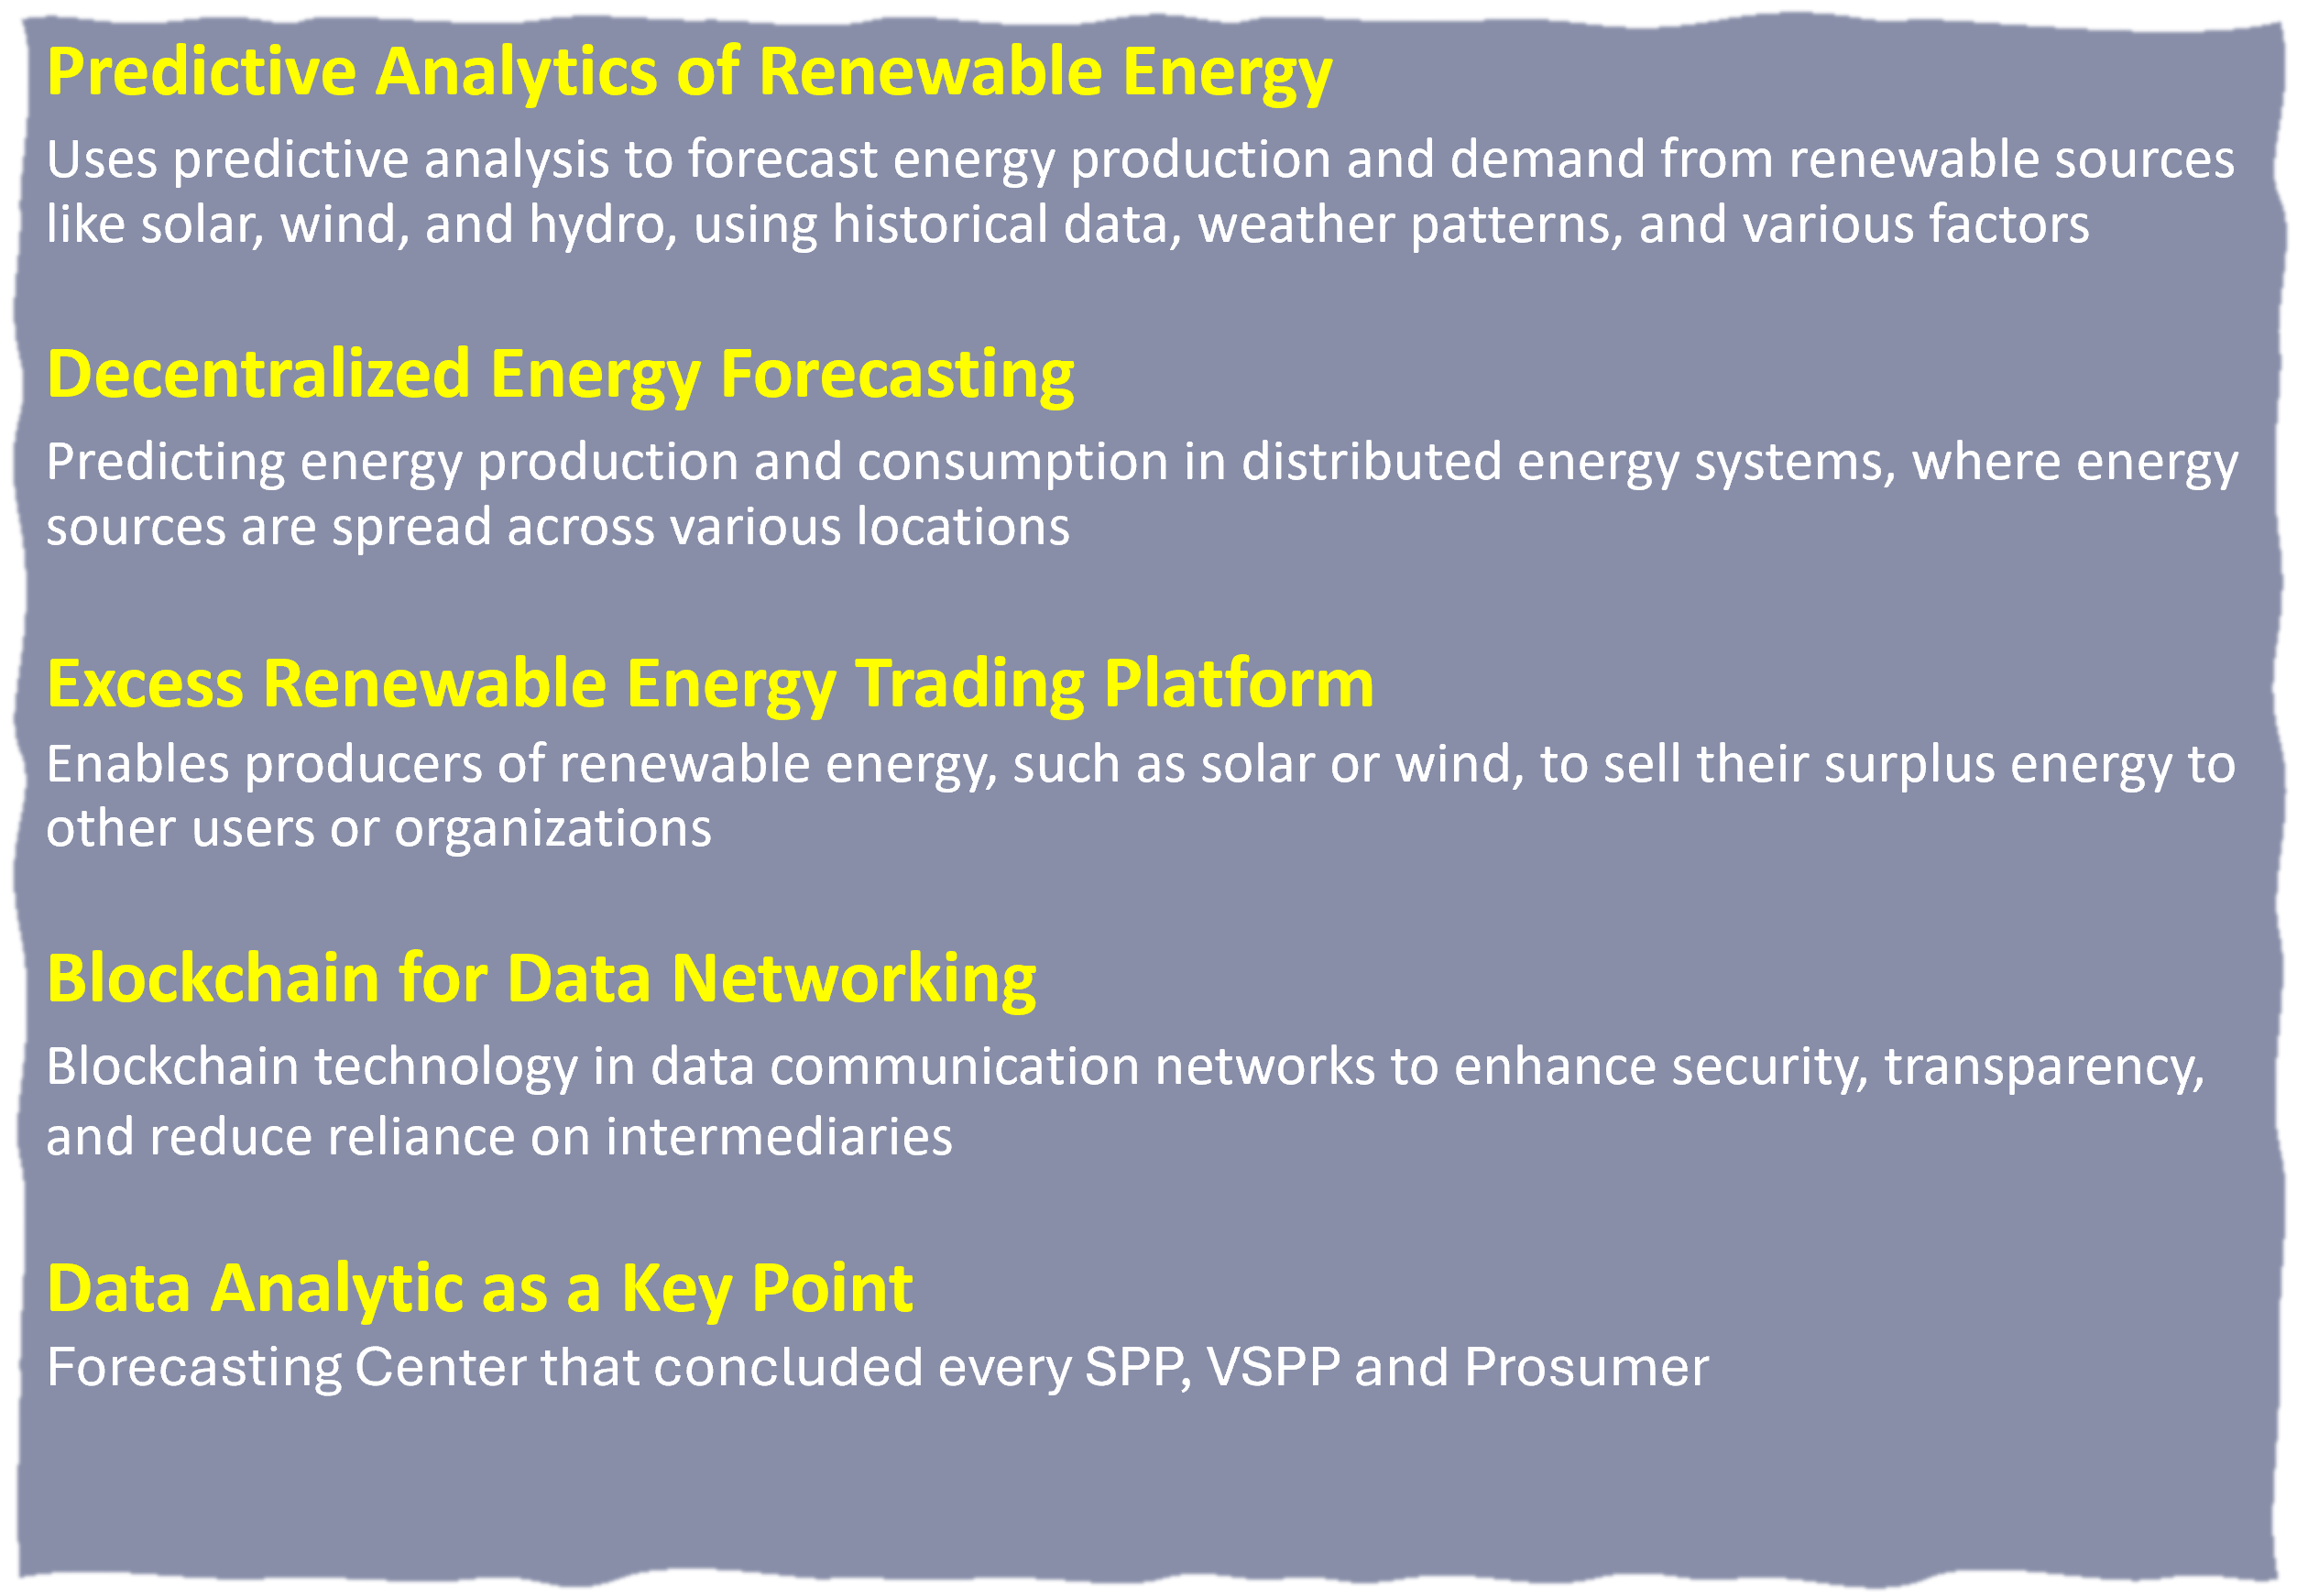 Predictive Analytics of Renewable Energy
Uses predictive analysis to forecast energy production and demand from renewable sources
like solar, wind, and hydro, using historical data, weather patterns, and various factors
Decentralized Energy Forecasting
Predicting energy production and consumption in distributed energy systems, where energy
sources are spread across various locations
Excess Renewable Energy Trading Platform
Enables producers of renewable energy, such as solar or wind, to sell their surplus energy to
other users or organizations
Blockchain for Data Networking
Blockchain technology in data communication networks to enhance security, transparency,
and reduce reliance on intermediaries
Data Analytic as a Key Point
Forecasting Center that concluded every SPP, VSPP and Prosumer